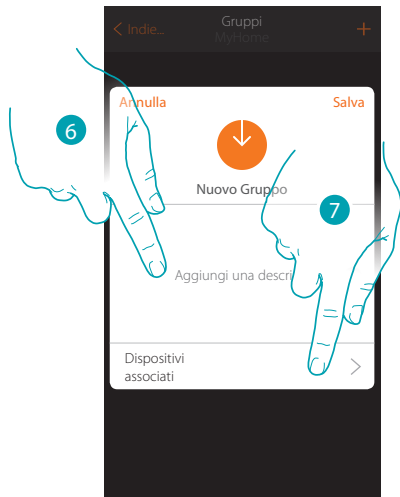 Indie...
Gruppi
MyHome
+
Annulla
Salva
6
Nuovo Gruppo
7
Aggiungi una descri
Dispositivi
associati